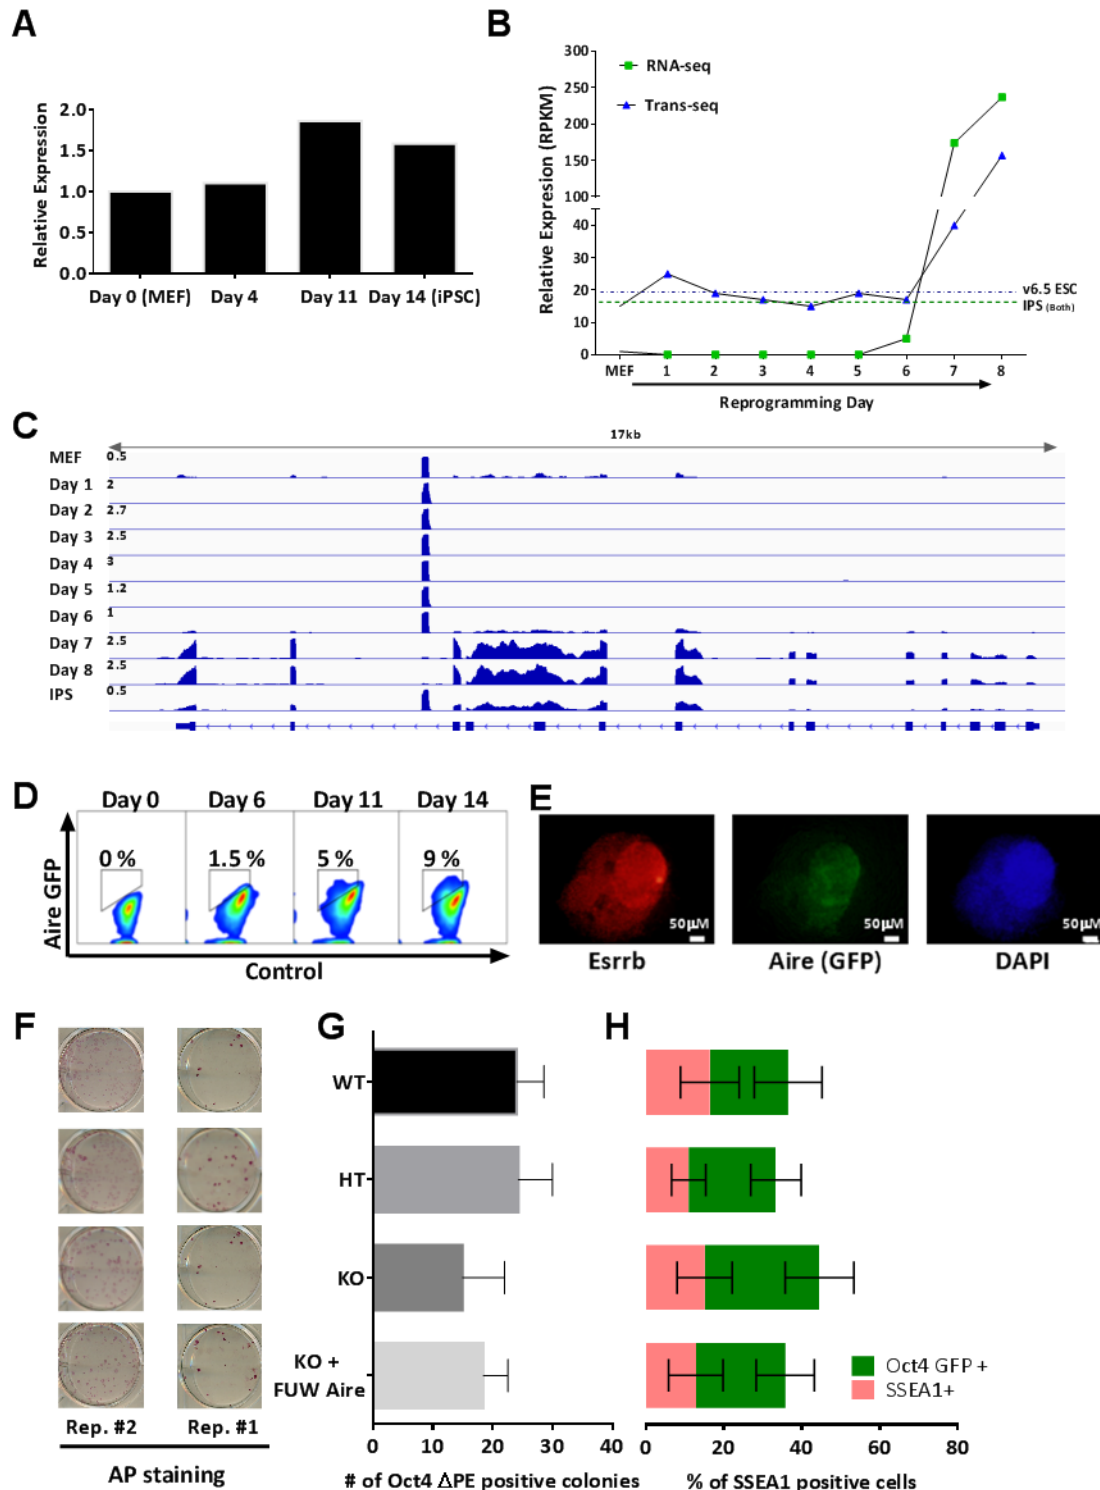 A
Relative Expression
2.0
1.5
1.0
0.5
0.0
Day 0 (MEF)
Day 4
Day 11
Day 14 (iPSC)
B
Relative Expresion (RPKM)
300
250
200
150
100
40
30
20
10
0
RNA-seq
Trans-seq
v6.5 ESC
IPS (Both)
MEF 1 2 3 4 5 6 7 8
Reprogramming Day
C
17kb
MEF 0.5
Day 1 2
Day 2 2.7
Day 3 2.5
Day 4 3
Day 5 1.2
Day 6 1
Day 7 2.5
Day 8 2.5
IPS 0.5
D
Day 0 Day 6 Day 11 Day 14
0 % 1.5 % 5 % 9 %
Aire GFP
Control
E
50µM 50µM 50µM
Esrrb Aire (GFP) DAPI
F
Rep. #2 Rep. #1
AP staining
G
WT
HT
KO
KO +
FUW Aire
0 10 20 30 40
# of Oct4 ΔPE positive colonies
H
Oct4 GFP +
SSEA1+
0 20 40 60 80
% of SSEA1 positive cells